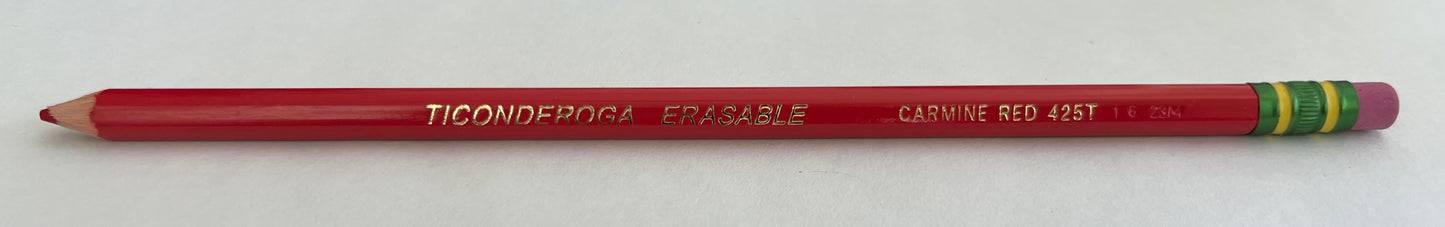 TICONDEROGA ERASABLE CARMINE RED 425T